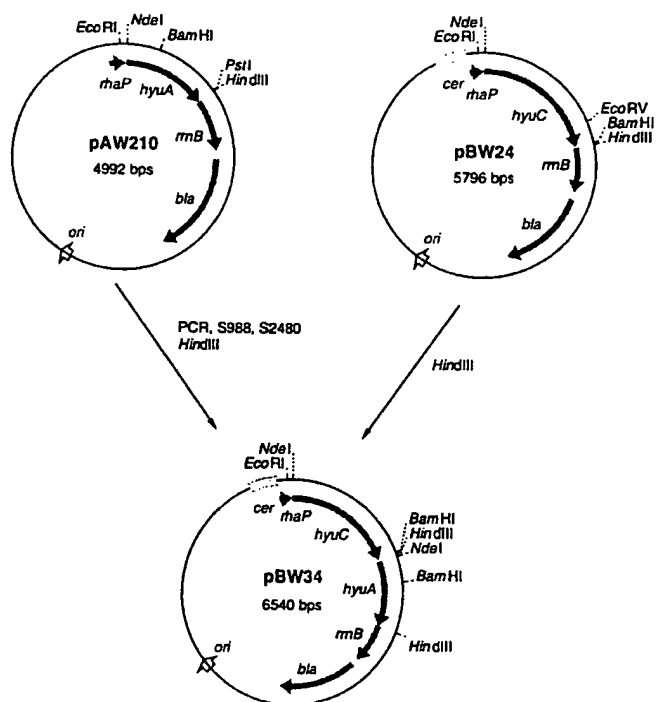 EcoRI
NdeI
BamHI
PstI
HindIII
rhaP
hyuA
rrnB
pAW210
4992 bps
bla
ori
NdeI
EcoRI
cer
rhaP
hyuC
EcoRV
BamHI
HindIII
rrnB
pBW24
5796 bps
bla
ori
PCR, S988, S2480
HindIII
HindIII
NdeI
EcoRI
cer
rhaP
hyuC
BamHI
HindIII
NdeI
BamHI
hyuA
pBW34
6540 bps
rrnB
HindIII
bla
ori